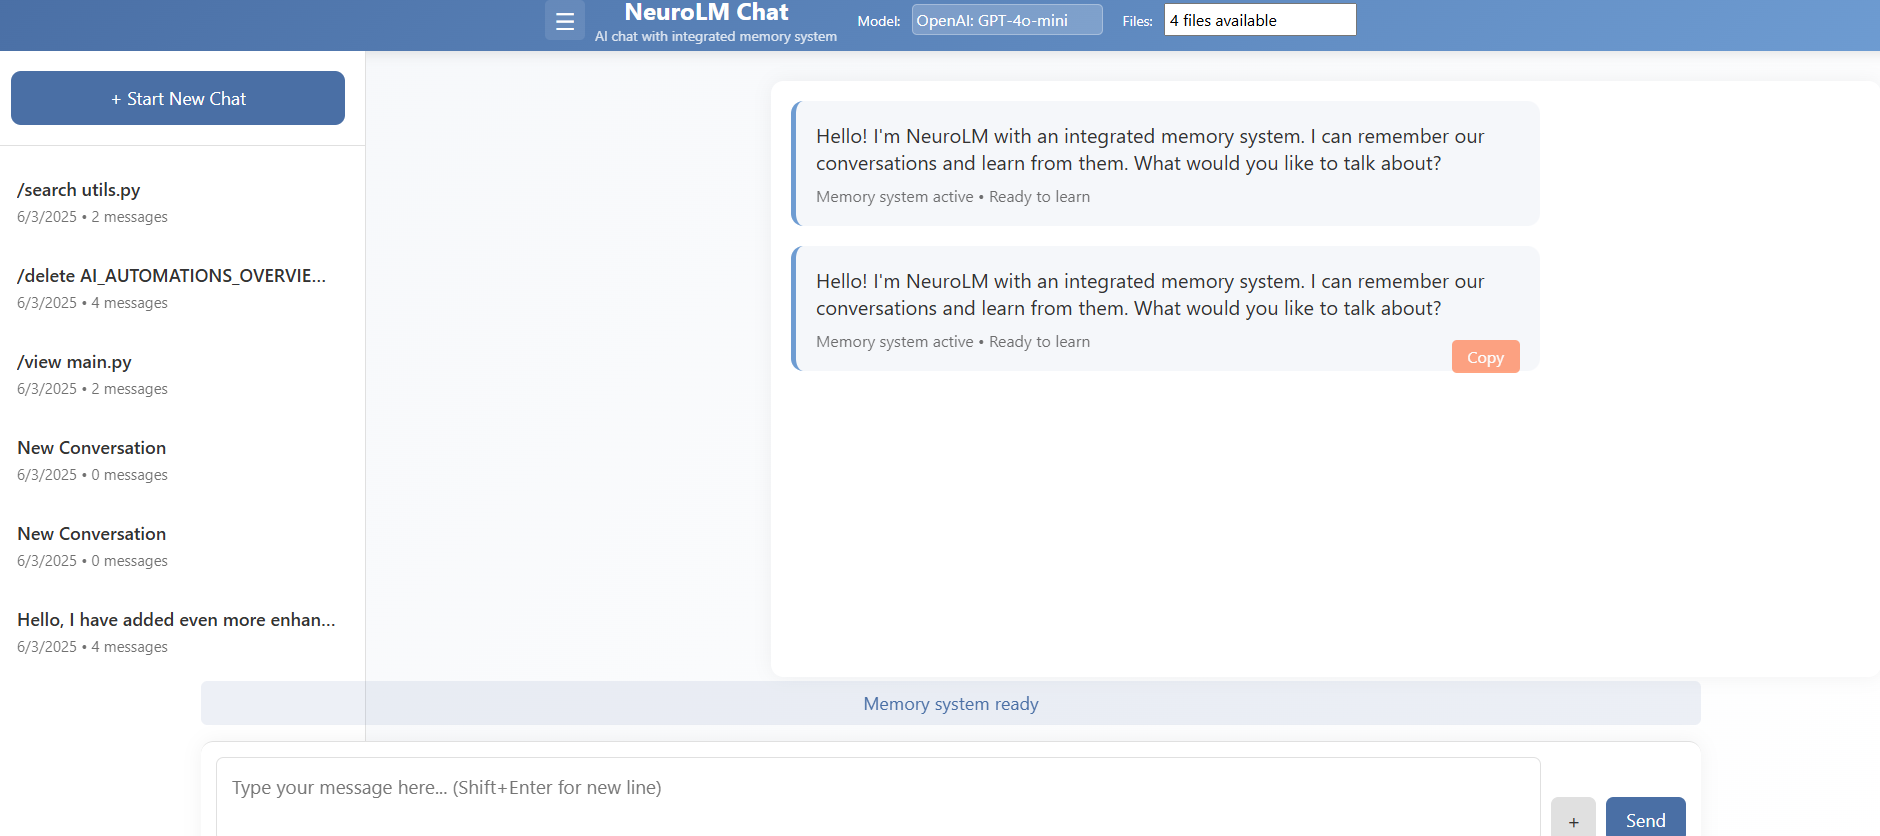 ☰
NeuroLM Chat
AI chat with integrated memory system
Model:
OpenAI: GPT-4o-mini
Files:
4 files available
+ Start New Chat
/search utils.py
6/3/2025 • 2 messages
/delete AI_AUTOMATIONS_OVERVIE...
6/3/2025 • 4 messages
/view main.py
6/3/2025 • 2 messages
New Conversation
6/3/2025 • 0 messages
New Conversation
6/3/2025 • 0 messages
Hello, I have added even more enhan...
6/3/2025 • 4 messages
Hello! I'm NeuroLM with an integrated memory system. I can remember our
conversations and learn from them. What would you like to talk about?
Memory system active • Ready to learn
Hello! I'm NeuroLM with an integrated memory system. I can remember our
conversations and learn from them. What would you like to talk about?
Memory system active • Ready to learn
Copy
Memory system ready
Type your message here... (Shift+Enter for new line)
+
Send